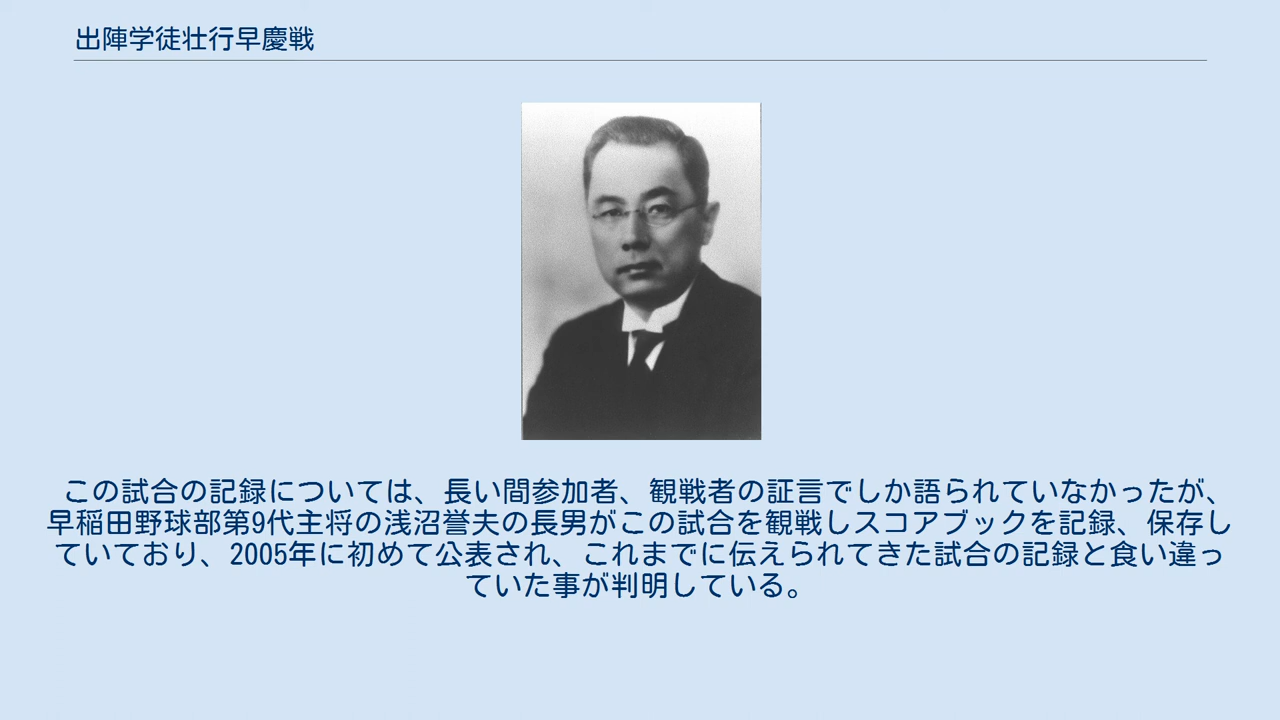 出陣学徒壮行早慶戦
この試合の記録については、長い間参加者、観戦者の証言でしか語られていなかったが、
早稲田野球部第9代主将の浅沼誉夫の長男がこの試合を観戦しスコアブックを記録、保存し
ていており、2005年に初めて公表され、これまでに伝えられてきた試合の記録と食い違っ
ていた事が判明している。